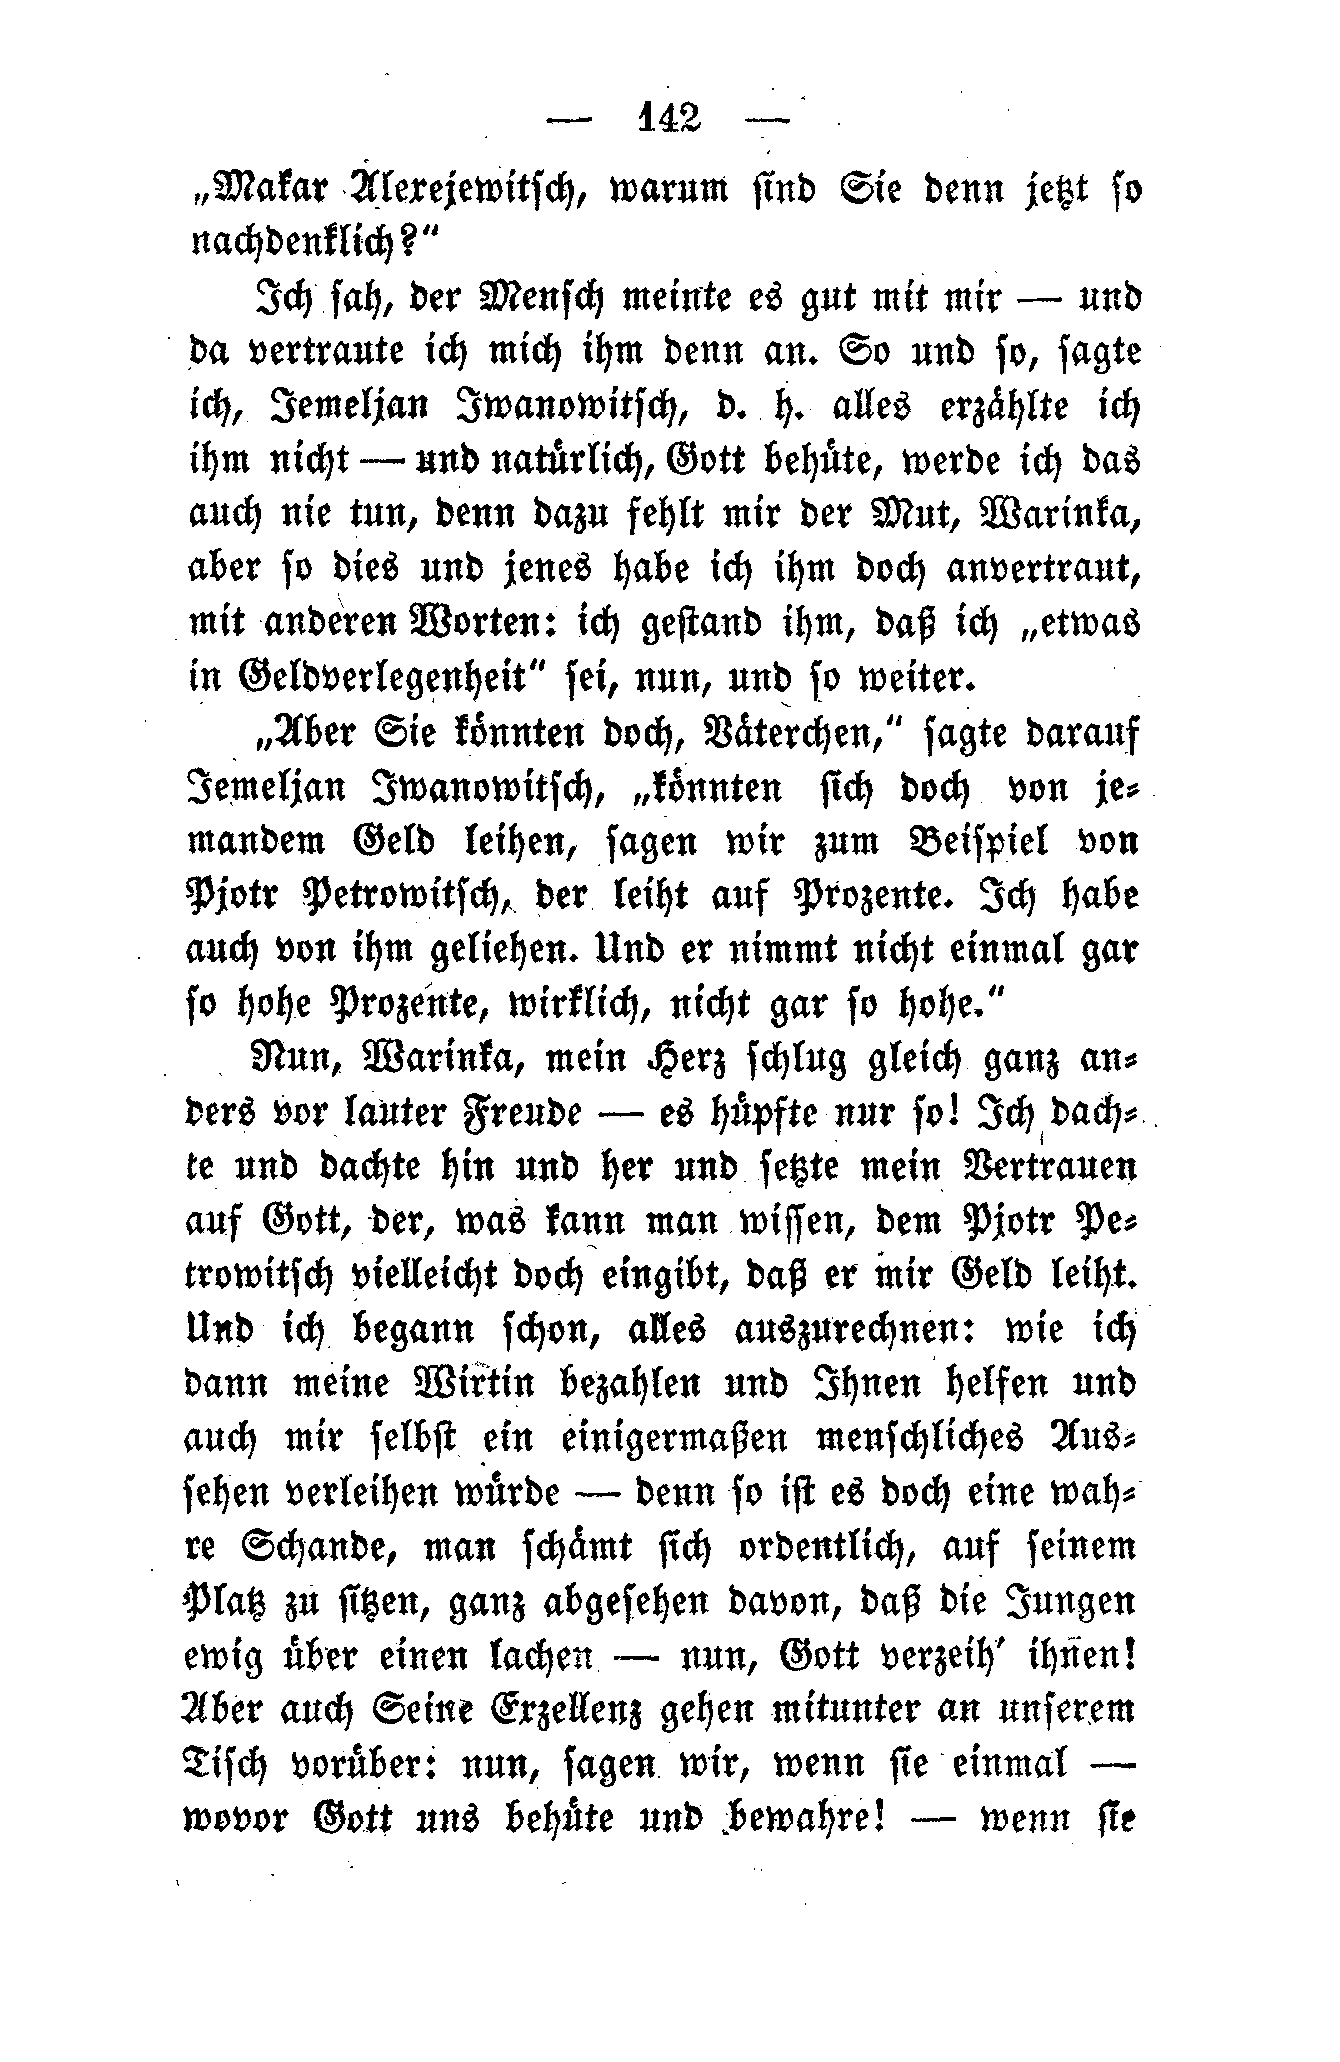 — 142 —
„Makar Alexejewitsch, warum sind Sie denn jetzt so
nachdenklich?“
Ich sah, der Mensch meinte es gut mit mir — und
da vertraute ich mich ihm denn an. So und so, sagte
ich, Jemeljan Iwanowitsch, d. h. alles erzählte ich
ihm nicht — und natürlich, Gott behüte, werde ich das
auch nie tun, denn dazu fehlt mir der Mut, Warinka,
aber so dies und jenes habe ich ihm doch anvertraut,
mit anderen Worten: ich gestand ihm, daß ich „etwas
in Geldverlegenheit“ sei, nun, und so weiter.
„Aber Sie könnten doch, Väterchen,“ sagte darauf
Jemeljan Iwanowitsch, „könnten sich doch von je-
mandem Geld leihen, sagen wir zum Beispiel von
Pjotr Petrowitsch, der leiht auf Prozente. Ich habe
auch von ihm geliehen. Und er nimmt nicht einmal gar
so hohe Prozente, wirklich, nicht gar so hohe.“
Nun, Warinka, mein Herz schlug gleich ganz an-
ders vor lauter Freude — es hüpfte nur so! Ich dach-
te und dachte hin und her und setzte mein Vertrauen
auf Gott, der, was kann man wissen, dem Pjotr Pe-
trowitsch vielleicht doch eingibt, daß er mir Geld leiht.
Und ich begann schon, alles auszurechnen: wie ich
dann meine Wirtin bezahlen und Ihnen helfen und
auch mir selbst ein einigermaßen menschliches Aus-
sehen verleihen würde — denn so ist es doch eine wah-
re Schande, man schämt sich ordentlich, auf seinem
Platz zu sitzen, ganz abgesehen davon, daß die Jungen
ewig über einen lachen — nun, Gott verzeih’ ihnen!
Aber auch Seine Exzellenz gehen mitunter an unserem
Tisch vorüber: nun, sagen wir, wenn sie einmal —
wovor Gott uns behüte und bewahre! — wenn sie